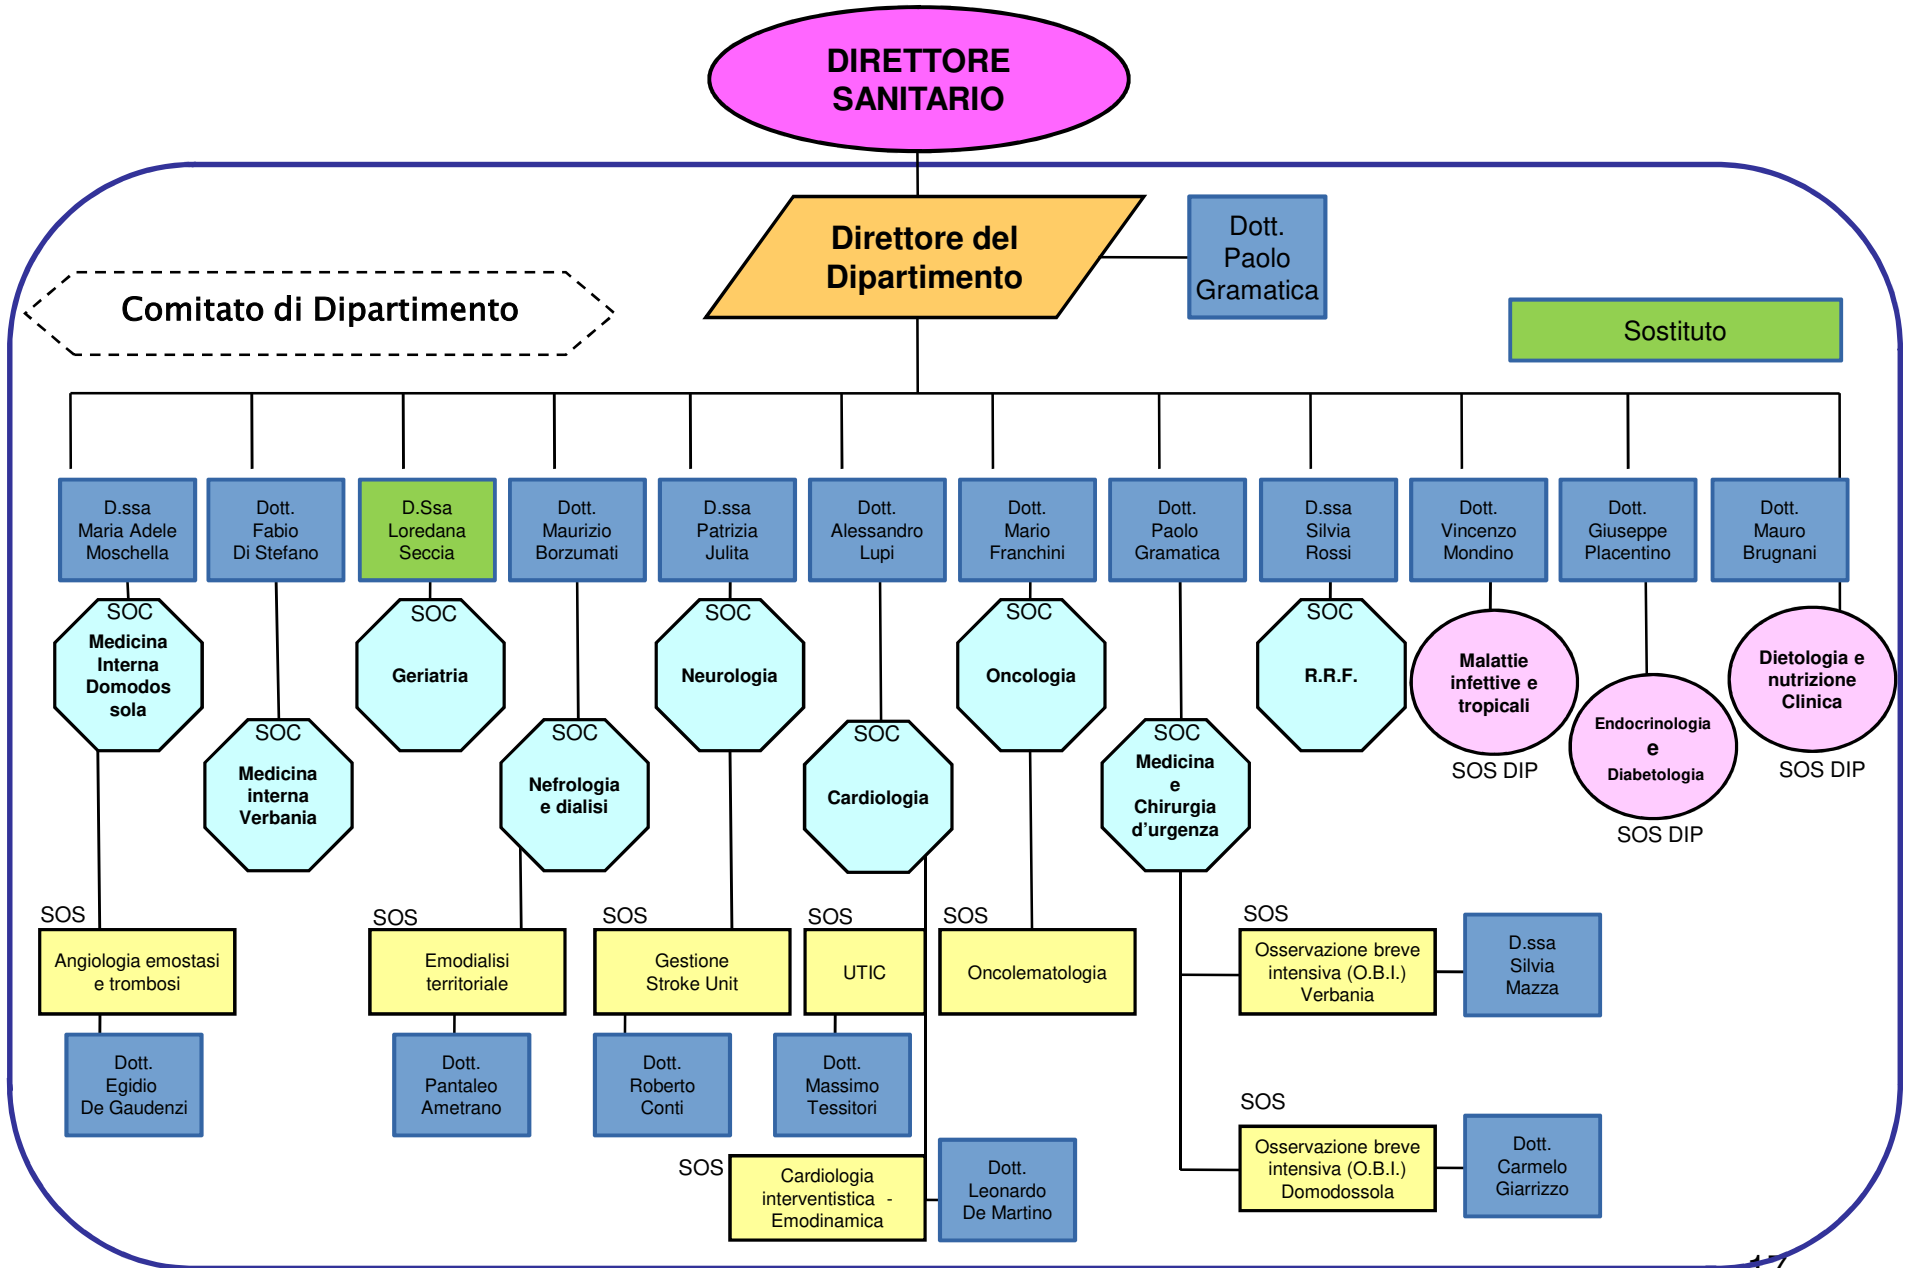 DIRETTORE
SANITARIO
Direttore del
Dipartimento
Dott.
Paolo
Gramatica
Comitato di Dipartimento
Sostituto
D.ssa
Maria Adele
Moschella
Dott.
Fabio
Di Stefano
D.Ssa
Loredana
Seccia
Dott.
Maurizio
Borzumati
D.ssa
Patrizia
Julita
Dott.
Alessandro
Lupi
Dott.
Mario
Franchini
Dott.
Paolo
Gramatica
D.ssa
Silvia
Rossi
Dott.
Vincenzo
Mondino
Dott.
Giuseppe
Placentino
Dott.
Mauro
Brugnani
SOC
Medicina
Interna
Domodos
sola
SOC
Medicina
interna
Verbania
SOC
Geriatria
SOC
Nefrologia
e dialisi
SOC
Neurologia
SOC
Cardiologia
SOC
Oncologia
SOC
Medicina
e
Chirurgia
d’urgenza
SOC
R.R.F.
Malattie
infettive e
tropicali
SOS DIP
Endocrinologia
e
Diabetologia
SOS DIP
Dietologia e
nutrizione
Clinica
SOS DIP
SOS
Angiologia emostasi
e trombosi
Dott.
Egidio
De Gaudenzi
SOS
Emodialisi
territoriale
Dott.
Pantaleo
Ametrano
SOS
Gestione
Stroke Unit
Dott.
Roberto
Conti
SOS
UTIC
Dott.
Massimo
Tessitori
SOS
Oncolematologia
SOS
Osservazione breve
intensiva (O.B.I.)
Verbania
D.ssa
Silvia
Mazza
SOS
Cardiologia
interventistica -
Emodinamica
Dott.
Leonardo
De Martino
SOS
Osservazione breve
intensiva (O.B.I.)
Domodossola
Dott.
Carmelo
Giarrizzo
17